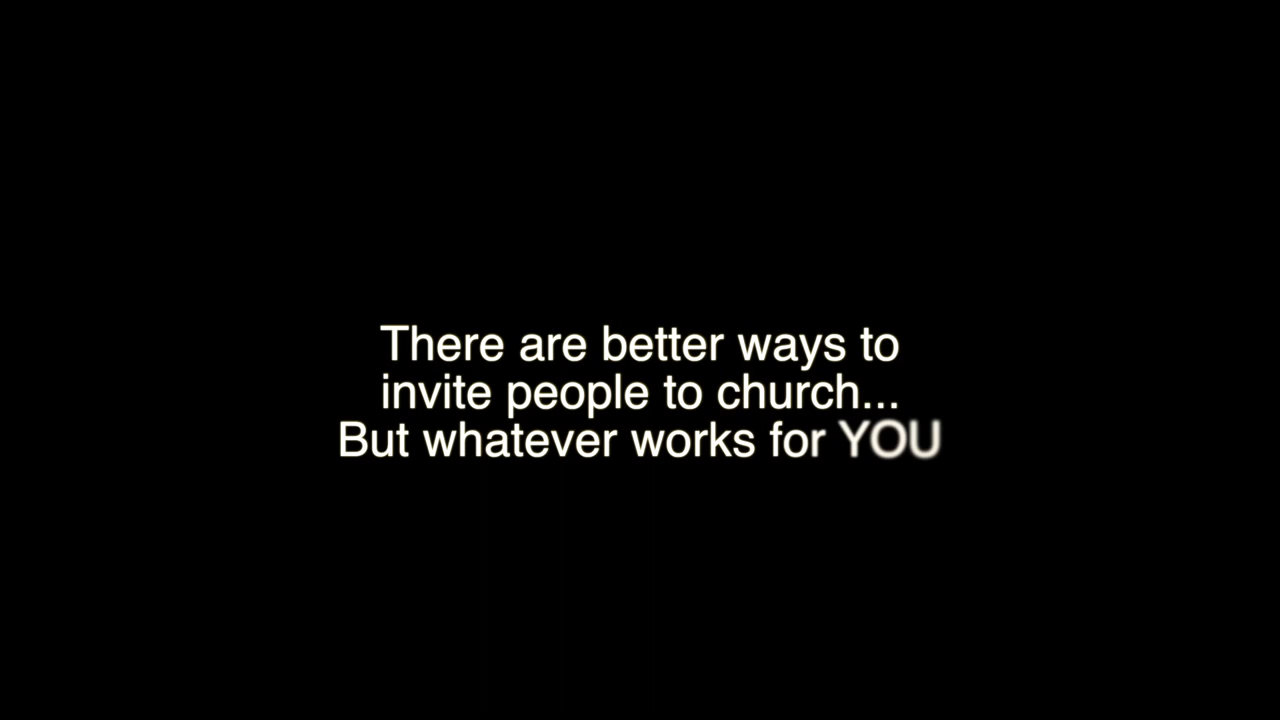 There are better ways to
invite people to church...
But whatever works for YOU